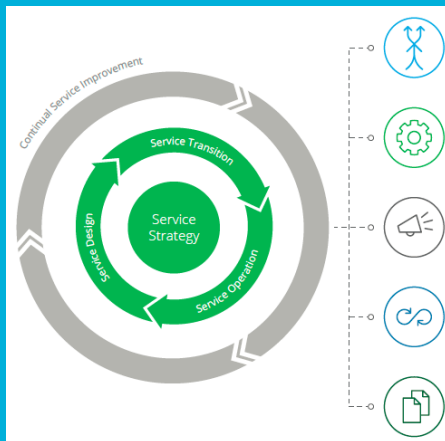 Continual Service Improvement
Service Transition
Service
Strategy
Service Design
Service Operation